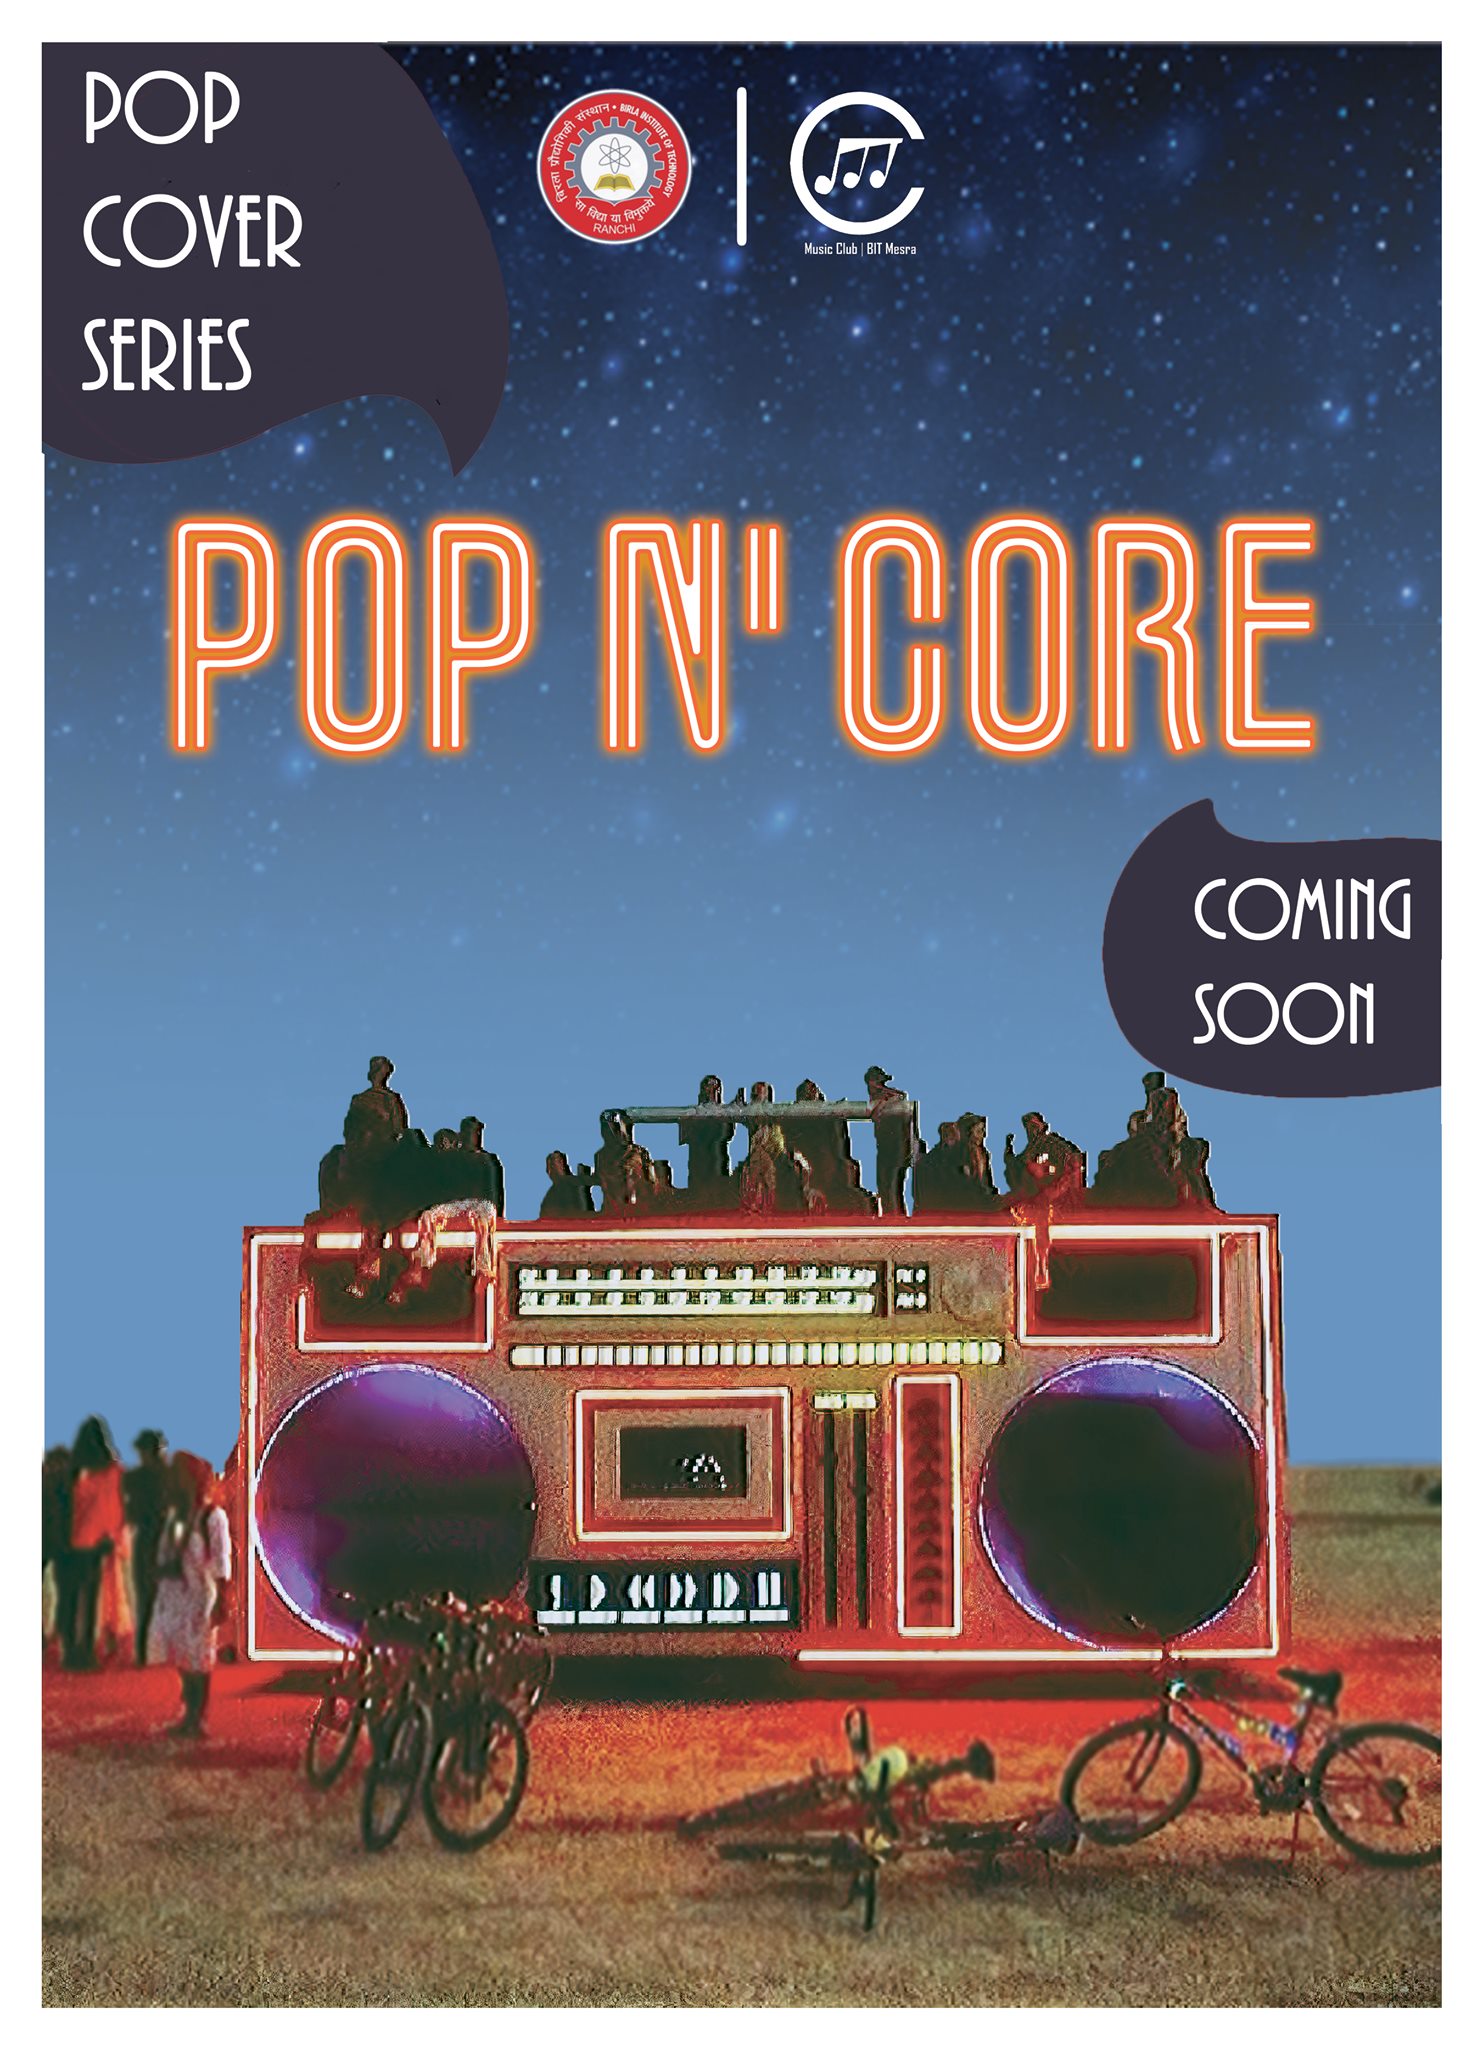 POP
COVER
SERIES
बिरला प्रौद्योगिकी संस्थान • BIRLA INSTITUTE OF TECHNOLOGY
सा विद्या या विमुक्तये
RANCHI
Music Club | BIT Mesra
POP N' CORE
COMING
SOON